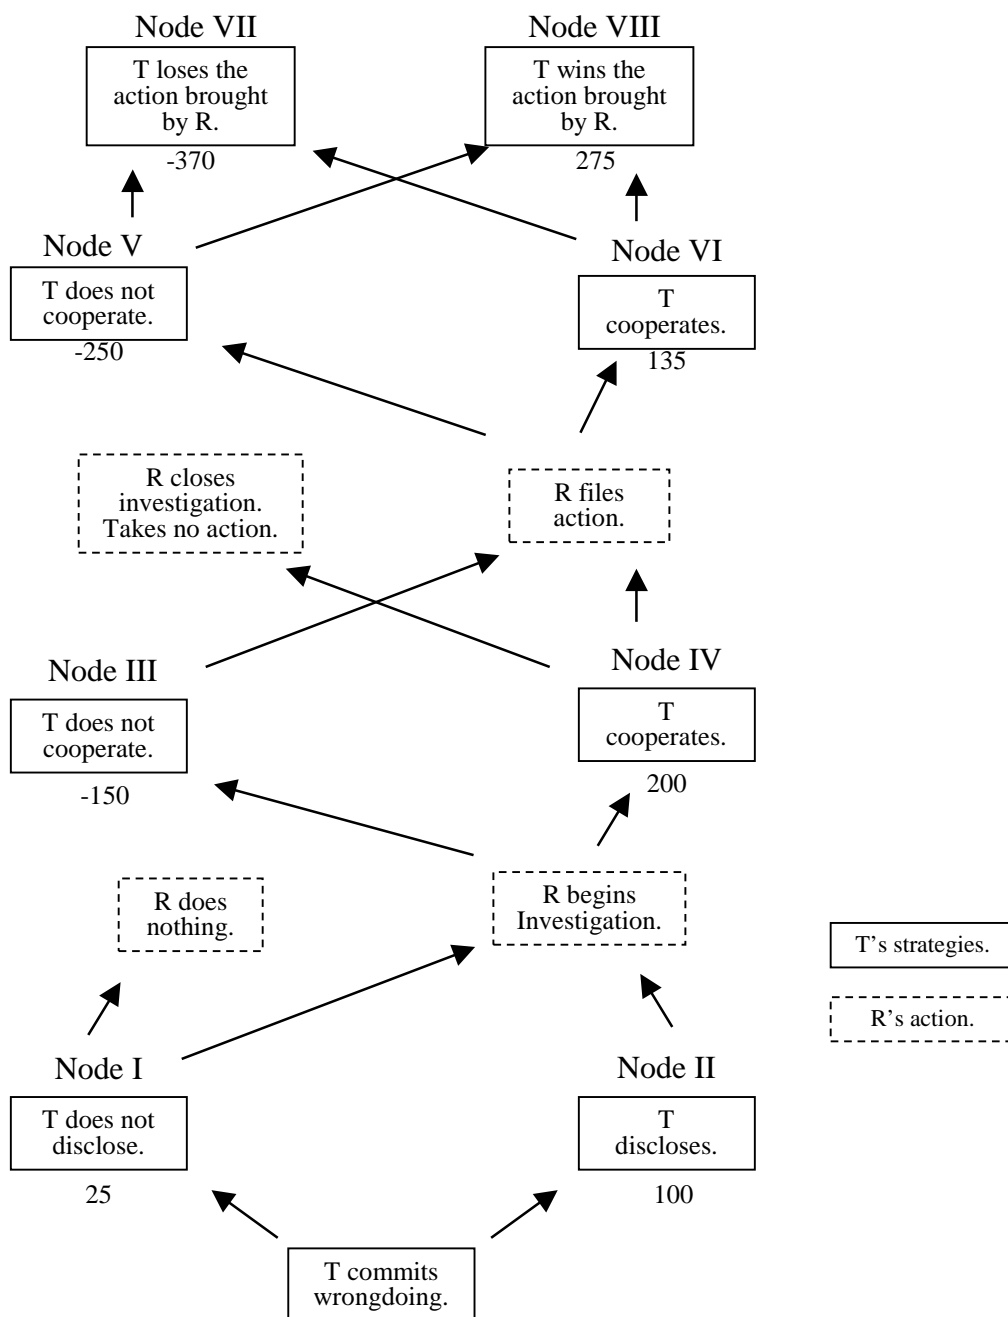 Node VII
Node VIII
T loses the
action brought
by R.
-370
T wins the
action brought
by R.
275
Node V
Node VI
T does not
cooperate.
-250
T
cooperates.
135
R closes
investigation.
Takes no action.
R files
action.
Node III
Node IV
T does not
cooperate.
-150
T
cooperates.
200
R does
nothing.
R begins
Investigation.
T's strategies.
R's action.
Node I
Node II
T does not
disclose.
25
T
discloses.
100
T commits
wrongdoing.